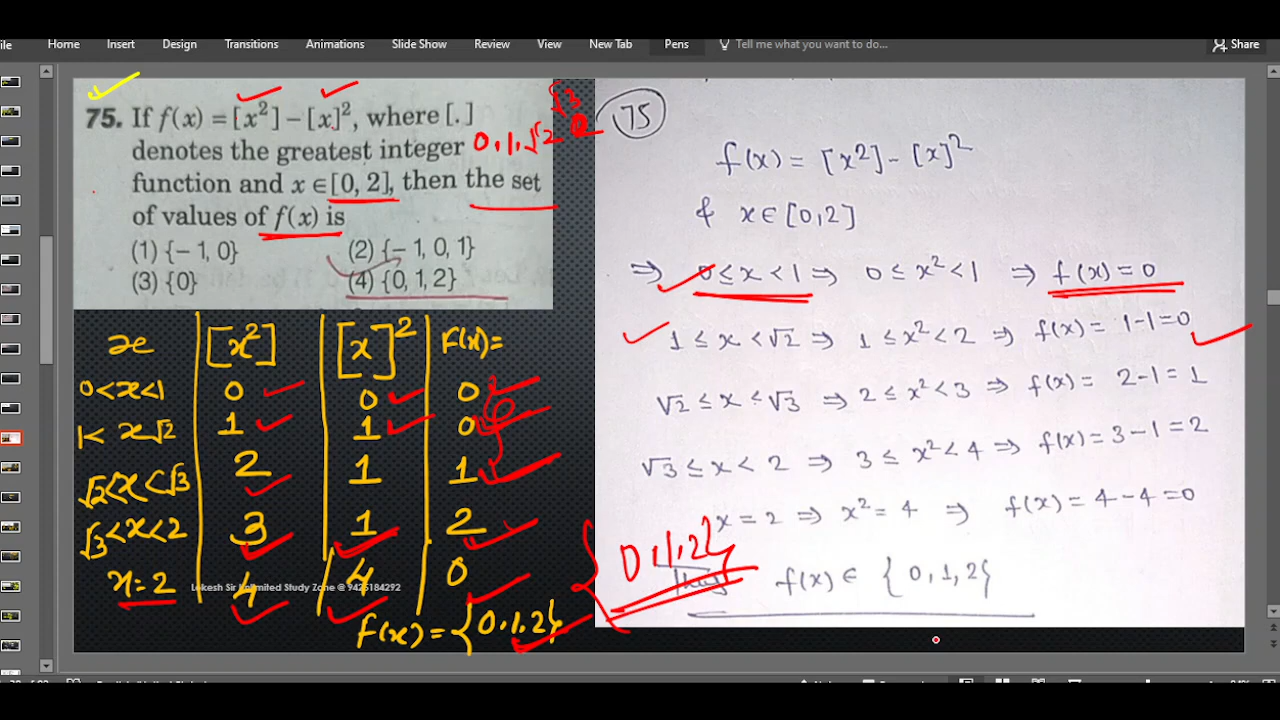 File Home Insert Design Transitions Animations Slide Show Review View New Tab Pens Tell me what you want to do... Share
75. If f(x) = [x²] – [x]², where [.]
denotes the greatest integer
function and x ∈ [0, 2], then the set
of values of f(x) is
(1) {– 1, 0} (2) {– 1, 0, 1}
(3) {0} (4) {0, 1, 2}
√3
0,1,√2 2
x∈ [x²] [x]² F(x)=
0<x<1 0 0 0
1< x√2 1 1 0
√2<x<√3 2 1 1
√3<x<2 3 1 2
x=2 4 4 0
Lokesh Sir Unlimited Study Zone @ 9425184292
F(x)= {0,1,2}
{0,1,2}
75
f(x) = [x²] – [x]²
& x∈ [0,2]
⇒ 0 ≤ x < 1 ⇒ 0 ≤ x² < 1 ⇒ f(x) = 0
1 ≤ x < √2 ⇒ 1 ≤ x² < 2 ⇒ f(x) = 1–1=0
√2 ≤ x ≤ √3 ⇒ 2 ≤ x² < 3 ⇒ f(x) = 2–1 = 1
√3 ≤ x < 2 ⇒ 3 ≤ x² < 4 ⇒ f(x) = 3–1 = 2
x = 2 ⇒ x² = 4 ⇒ f(x) = 4–4 =0
f(x) ∈ {0,1,2}